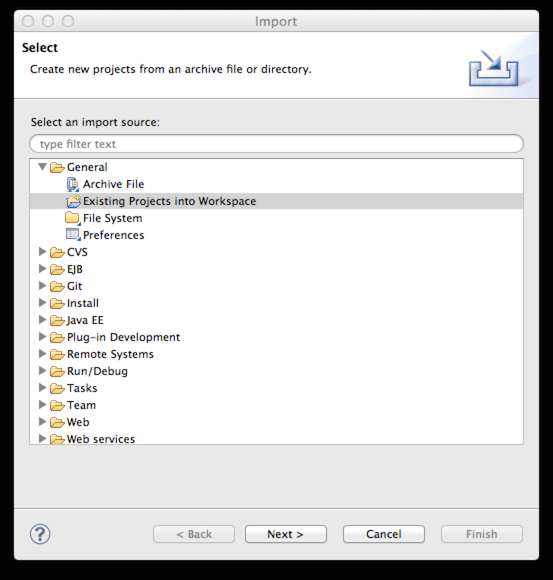 Import
Select
Create new projects from an archive file or directory.
Select an import source:
type filter text
General
Archive File
Existing Projects into Workspace
File System
Preferences
CVS
EJB
Git
Install
Java EE
Plug-in Development
Remote Systems
Run/Debug
Tasks
Team
Web
Web services
? < Back Next > Cancel Finish